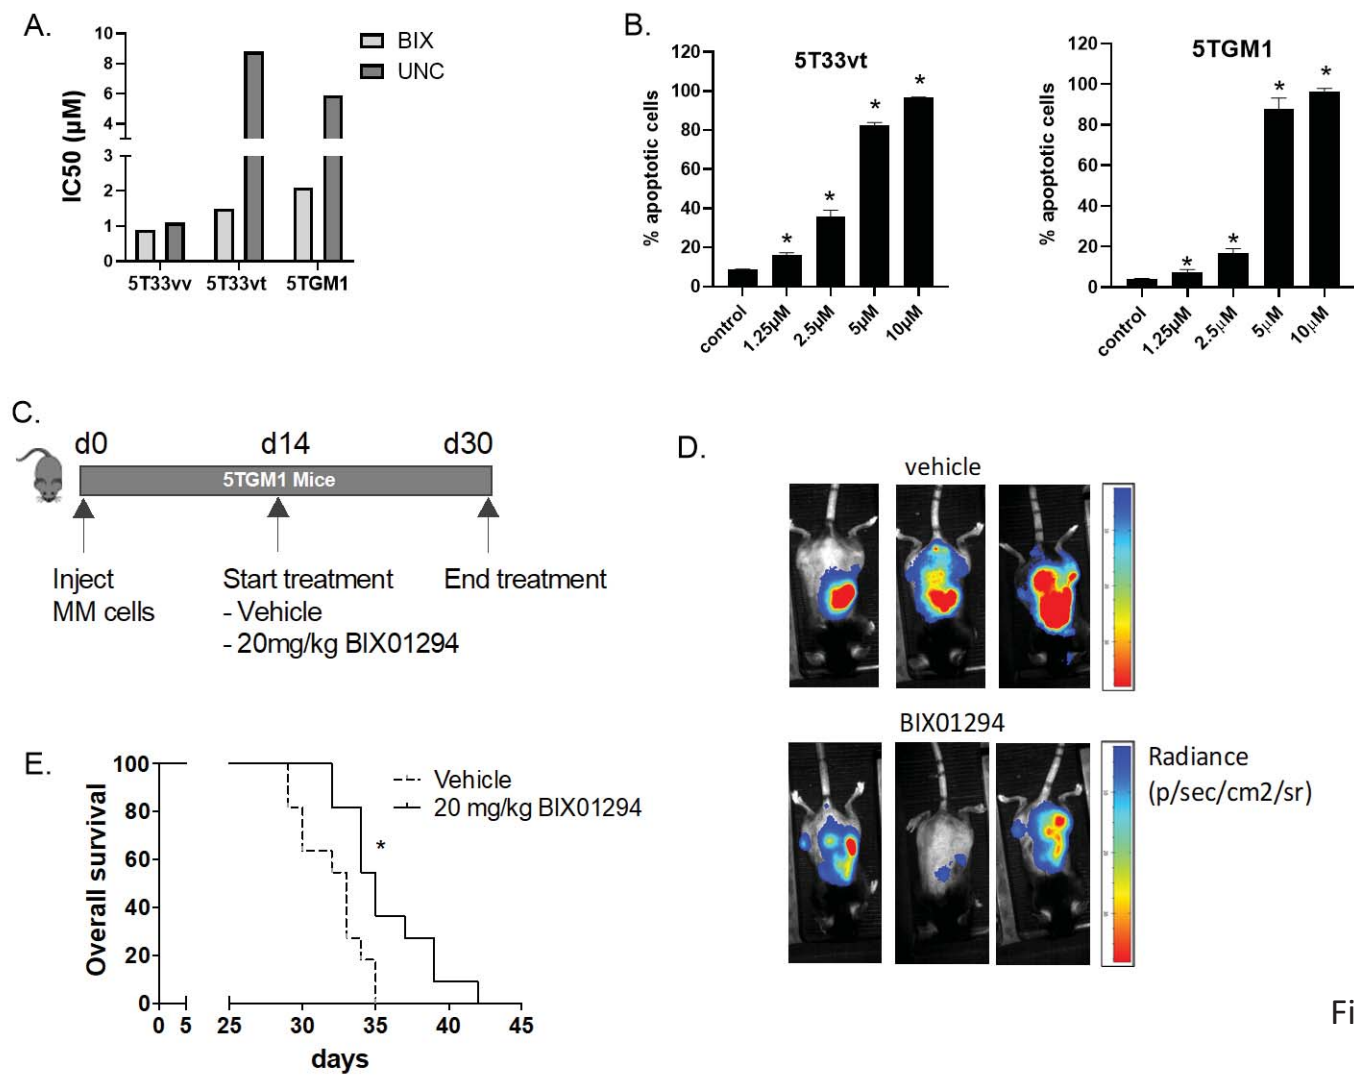 A.
IC50 (μM)
10
8
6
4
3
2
1
0
BIX
UNC
5T33vv
5T33vt
5TGM1
B.
5T33vt
% apoptotic cells
120
100
80
60
40
20
0
*
*
*
*
control
1.25μM
2.5μM
5μM
10μM
5TGM1
% apoptotic cells
120
100
80
60
40
20
0
*
*
*
*
control
1.25μM
2.5μM
5μM
10μM
C.
d0
d14
d30
5TGM1 Mice
Inject
MM cells
Start treatment
- Vehicle
- 20mg/kg BIX01294
End treatment
D.
vehicle
BIX01294
Radiance
(p/sec/cm2/sr)
E.
Overall survival
100
80
60
40
20
0
Vehicle
20 mg/kg BIX01294
*
0 5 25 30 35 40 45
days
Fi